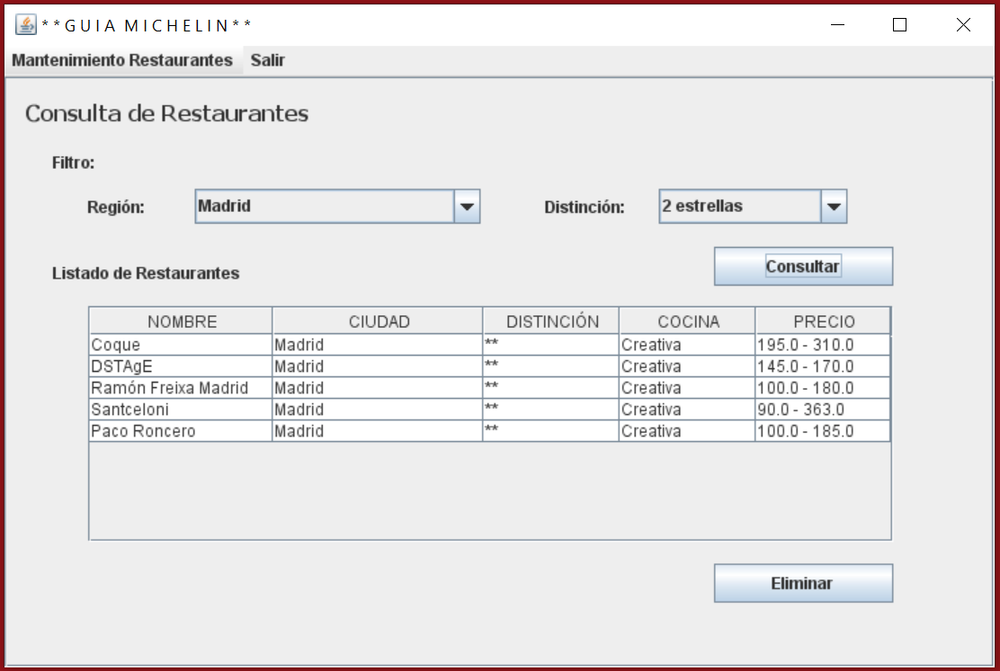 **GUIA MICHELIN**
Mantenimiento Restaurantes Salir
Consulta de Restaurantes
Filtro:
Región: Madrid Distinción: 2 estrellas
Consultar
Listado de Restaurantes
NOMBRE CIUDAD DISTINCIÓN COCINA PRECIO
Coque Madrid ** Creativa 195.0 - 310.0
DSTAgE Madrid ** Creativa 145.0 - 170.0
Ramón Freixa Madrid Madrid ** Creativa 100.0 - 180.0
Santceloni Madrid ** Creativa 90.0 - 363.0
Paco Roncero Madrid ** Creativa 100.0 - 185.0
Eliminar